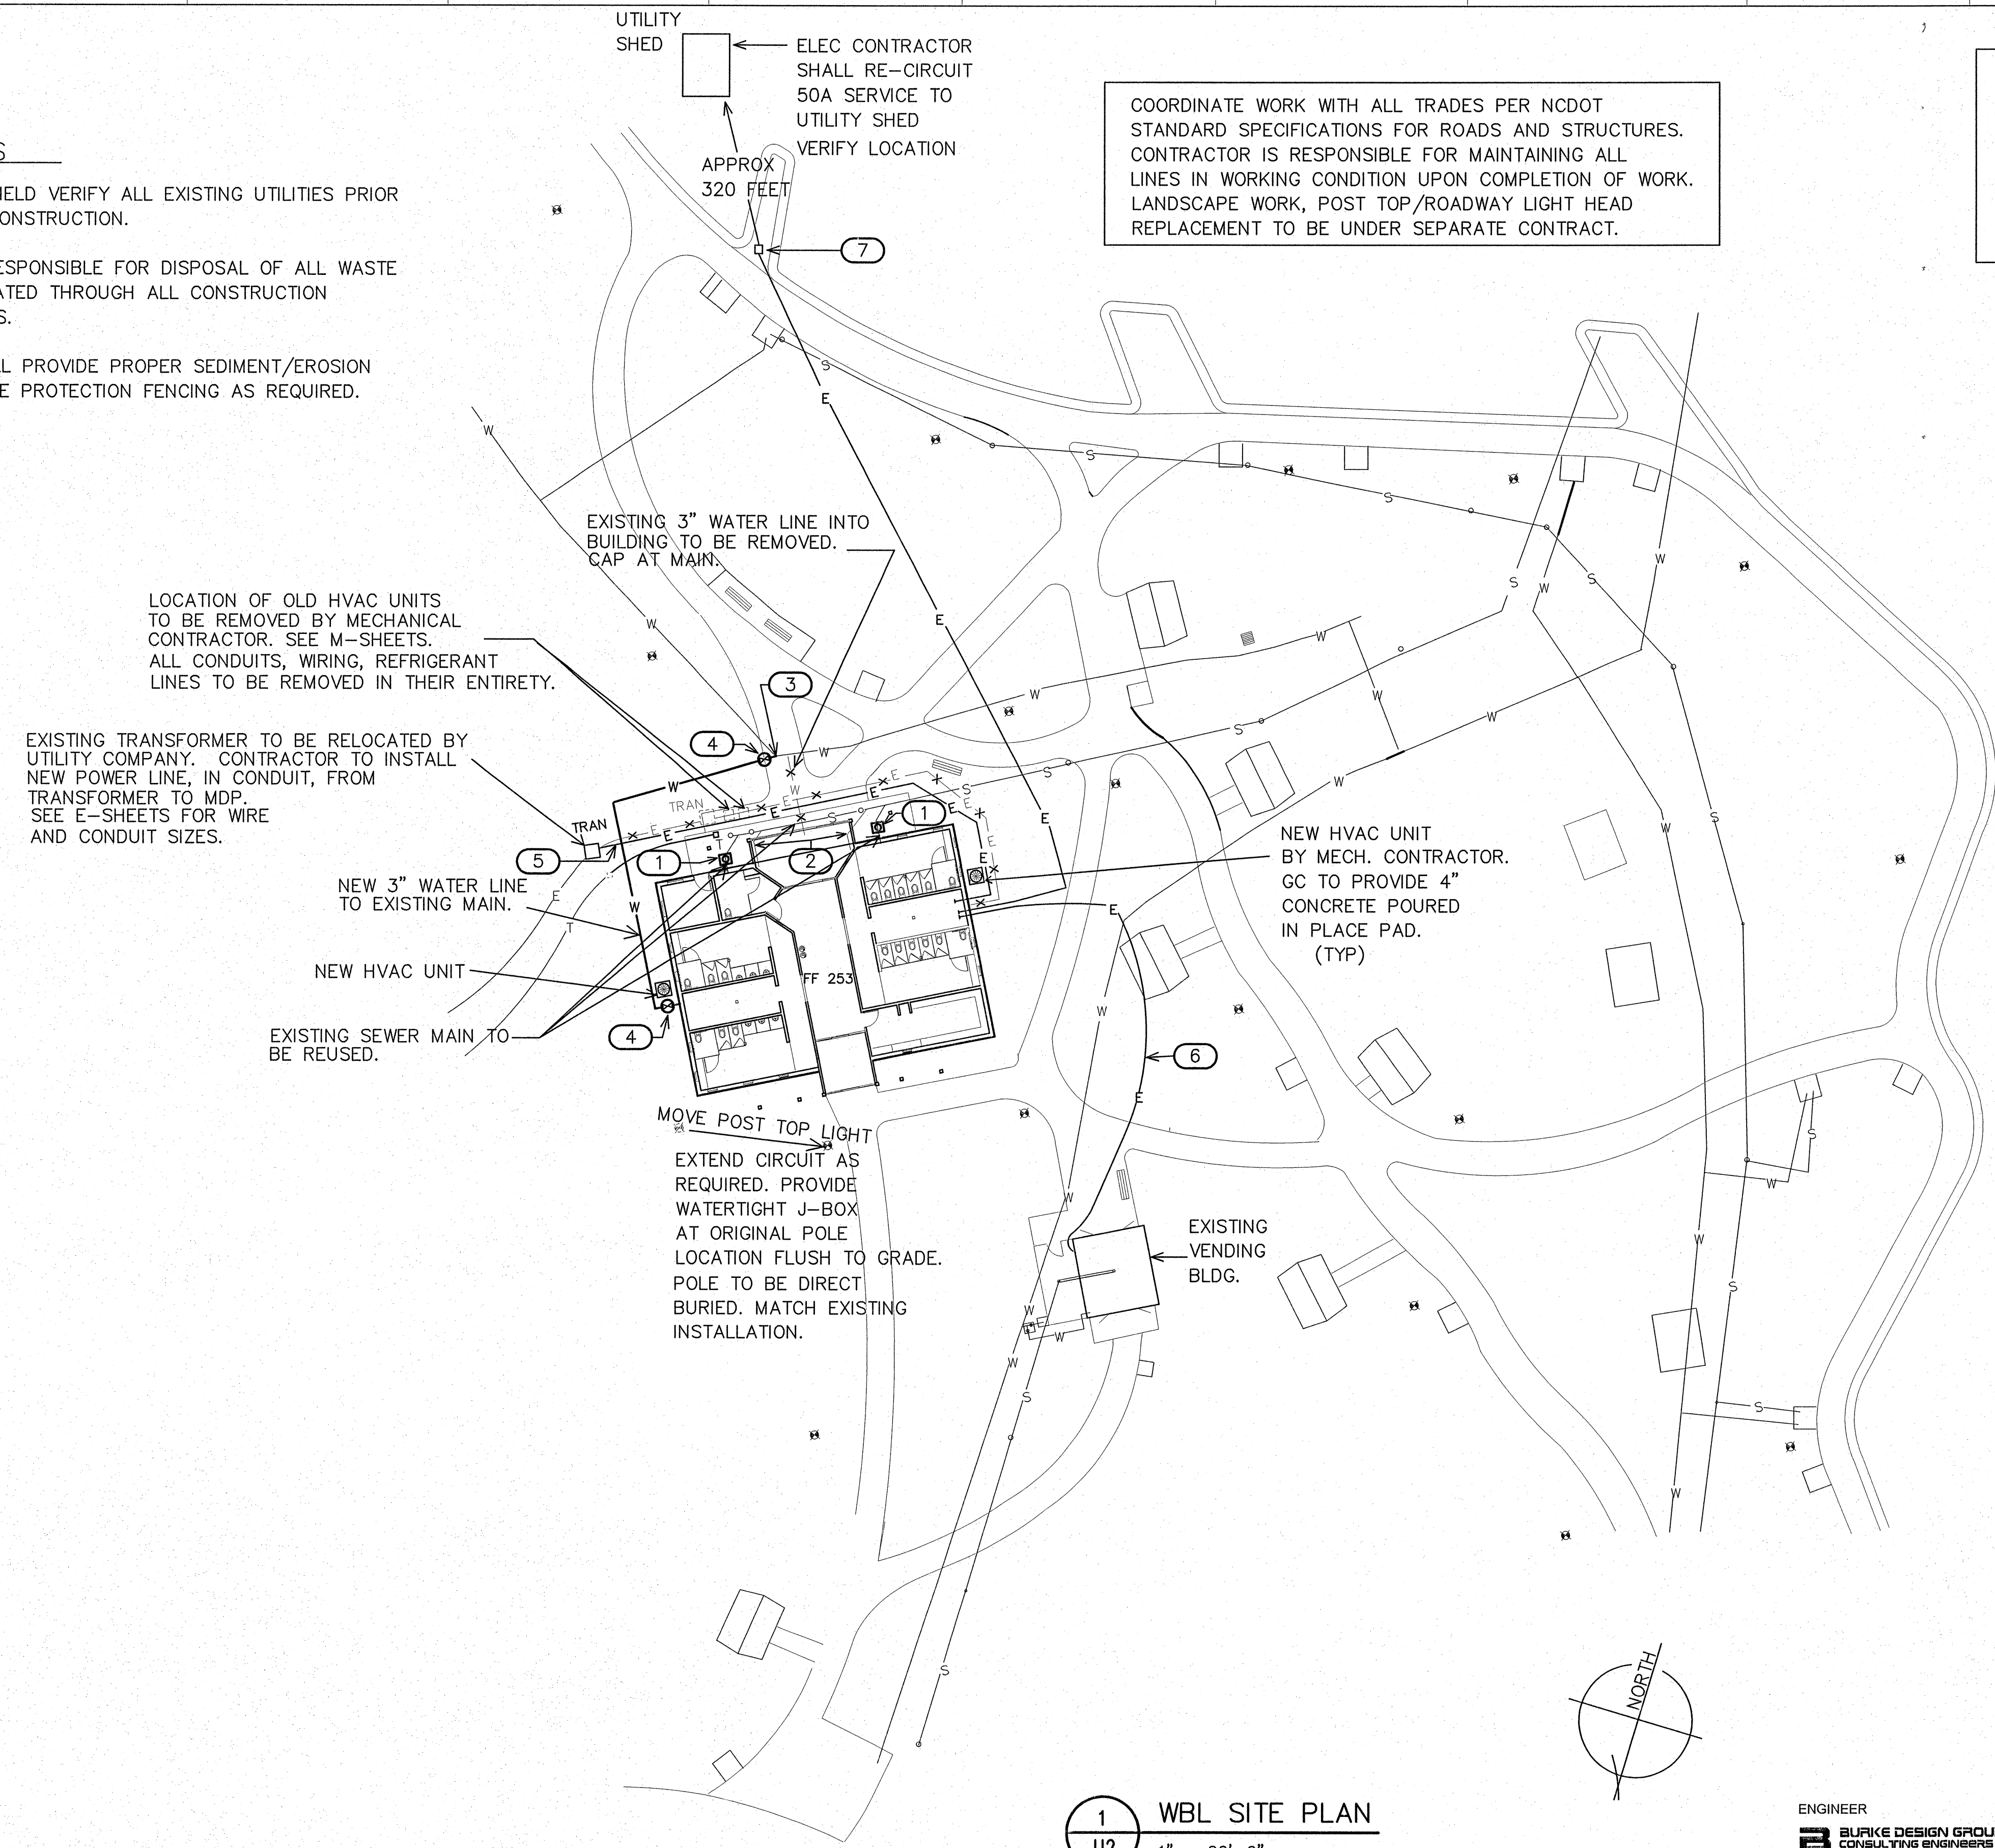 UTILITY
SHED
ELEC CONTRACTOR
SHALL RE-CIRCUIT
50A SERVICE TO
UTILITY SHED
VERIFY LOCATION
APPROX
320 FEET
COORDINATE WORK WITH ALL TRADES PER NCDOT
STANDARD SPECIFICATIONS FOR ROADS AND STRUCTURES.
CONTRACTOR IS RESPONSIBLE FOR MAINTAINING ALL
LINES IN WORKING CONDITION UPON COMPLETION OF WORK.
LANDSCAPE WORK, POST TOP/ROADWAY LIGHT HEAD
REPLACEMENT TO BE UNDER SEPARATE CONTRACT.
VERIFY ALL EXISTING UTILITIES PRIOR
FOR DISPOSAL OF ALL WASTE
THROUGH ALL CONSTRUCTION
PROVIDE PROPER SEDIMENT/EROSION
PROTECTION FENCING AS REQUIRED.
7
EXISTING 3" WATER LINE INTO
BUILDING TO BE REMOVED.
CAP AT MAIN.
LOCATION OF OLD HVAC UNITS
TO BE REMOVED BY MECHANICAL
CONTRACTOR. SEE M-SHEETS.
ALL CONDUITS, WIRING, REFRIGERANT
LINES TO BE REMOVED IN THEIR ENTIRETY.
3
4
EXISTING TRANSFORMER TO BE RELOCATED BY
UTILITY COMPANY. CONTRACTOR TO INSTALL
NEW POWER LINE, IN CONDUIT, FROM
TRANSFORMER TO MDP.
SEE E-SHEETS FOR WIRE
AND CONDUIT SIZES.
TRAN
TRAN
5
1
2
1
NEW HVAC UNIT
BY MECH. CONTRACTOR.
GC TO PROVIDE 4"
CONCRETE POURED
IN PLACE PAD.
(TYP)
NEW 3" WATER LINE
TO EXISTING MAIN.
NEW HVAC UNIT
FF 253
EXISTING SEWER MAIN TO
BE REUSED.
4
6
MOVE POST TOP LIGHT
EXTEND CIRCUIT AS
REQUIRED. PROVIDE
WATERTIGHT J-BOX
AT ORIGINAL POLE
LOCATION FLUSH TO GRADE.
POLE TO BE DIRECT
BURIED. MATCH EXISTING
INSTALLATION.
EXISTING
VENDING
BLDG.
NORTH
1
WBL SITE PLAN
ENGINEER
BURKE DESIGN GROU
CONSULTING ENGINEERS